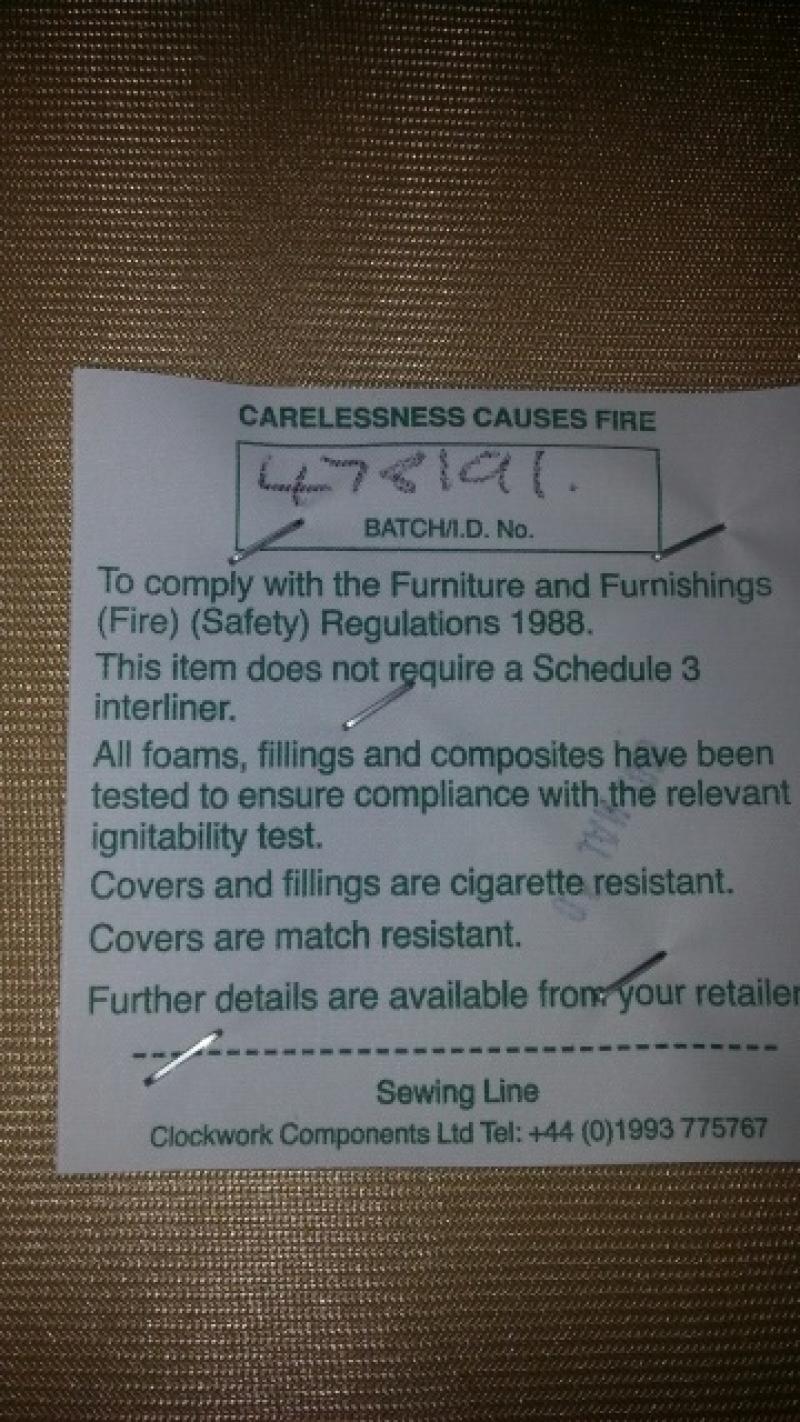 CARELESSNESS CAUSES FIRE
478191.
BATCH/I.D. No.
To comply with the Furniture and Furnishings
(Fire) (Safety) Regulations 1988.
This item does not require a Schedule 3
interliner.
All foams, fillings and composites have been
tested to ensure compliance with the relevant
ignitability test.
Covers and fillings are cigarette resistant.
Covers are match resistant.
Further details are available from your retailer
Sewing Line
Clockwork Components Ltd Tel: +44 (0)1993 775767